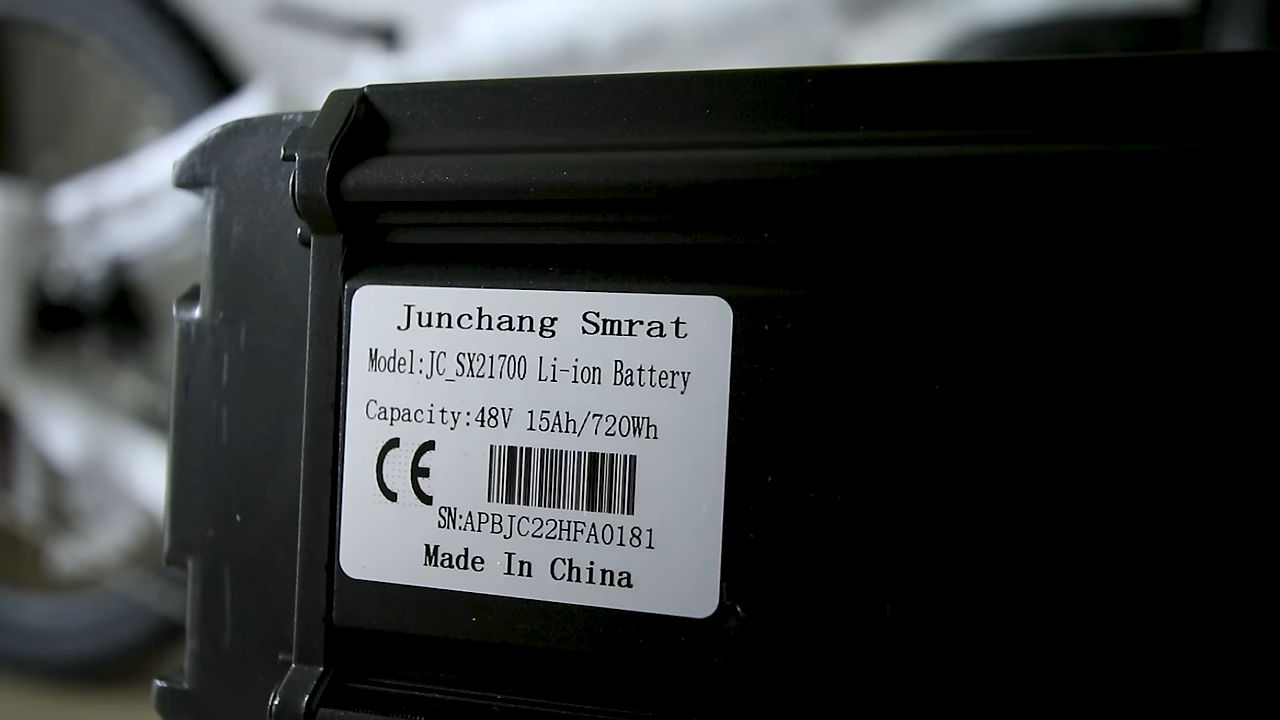 Junchang Smrat
Model:JC_SX21700 Li-ion Battery
Capacity:48V 15Ah/720Wh
CE
SN:APBJC22HFA0181
Made In China